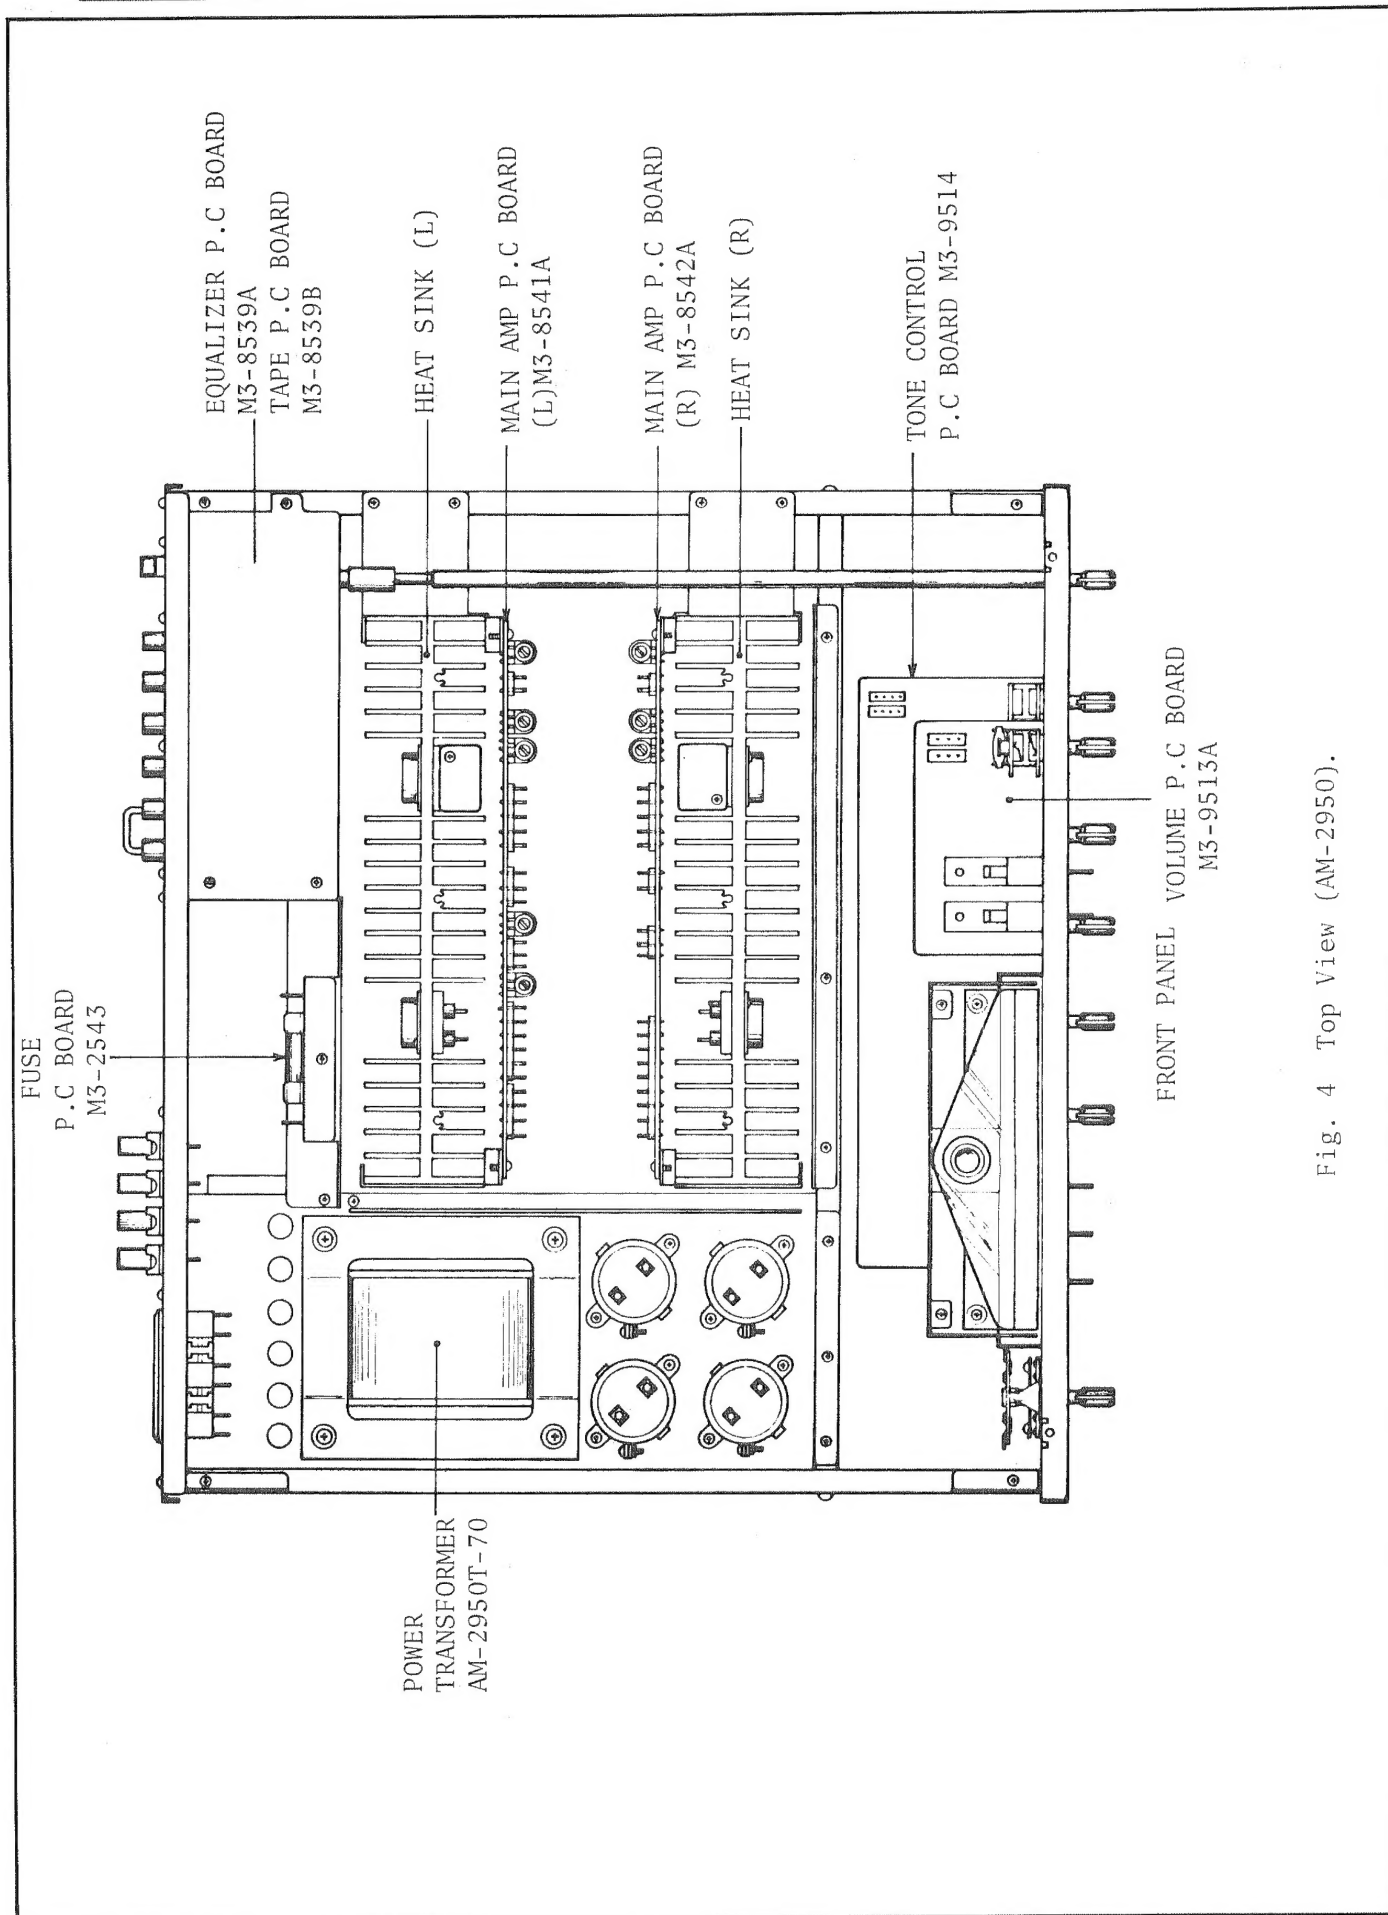 FUSE
P.C BOARD
M3-2543
EQUALIZER P.C BOARD
M3-8539A
TAPE P.C BOARD
M3-8539B
HEAT SINK (L)
MAIN AMP P.C BOARD
(L)M3-8541A
MAIN AMP P.C BOARD
(R) M3-8542A
HEAT SINK (R)
TONE CONTROL
P.C BOARD M3-9514
POWER
TRANSFORMER
AM-2950T-70
FRONT PANEL
VOLUME P.C BOARD
M3-9513A
Fig. 4 Top View (AM-2950).